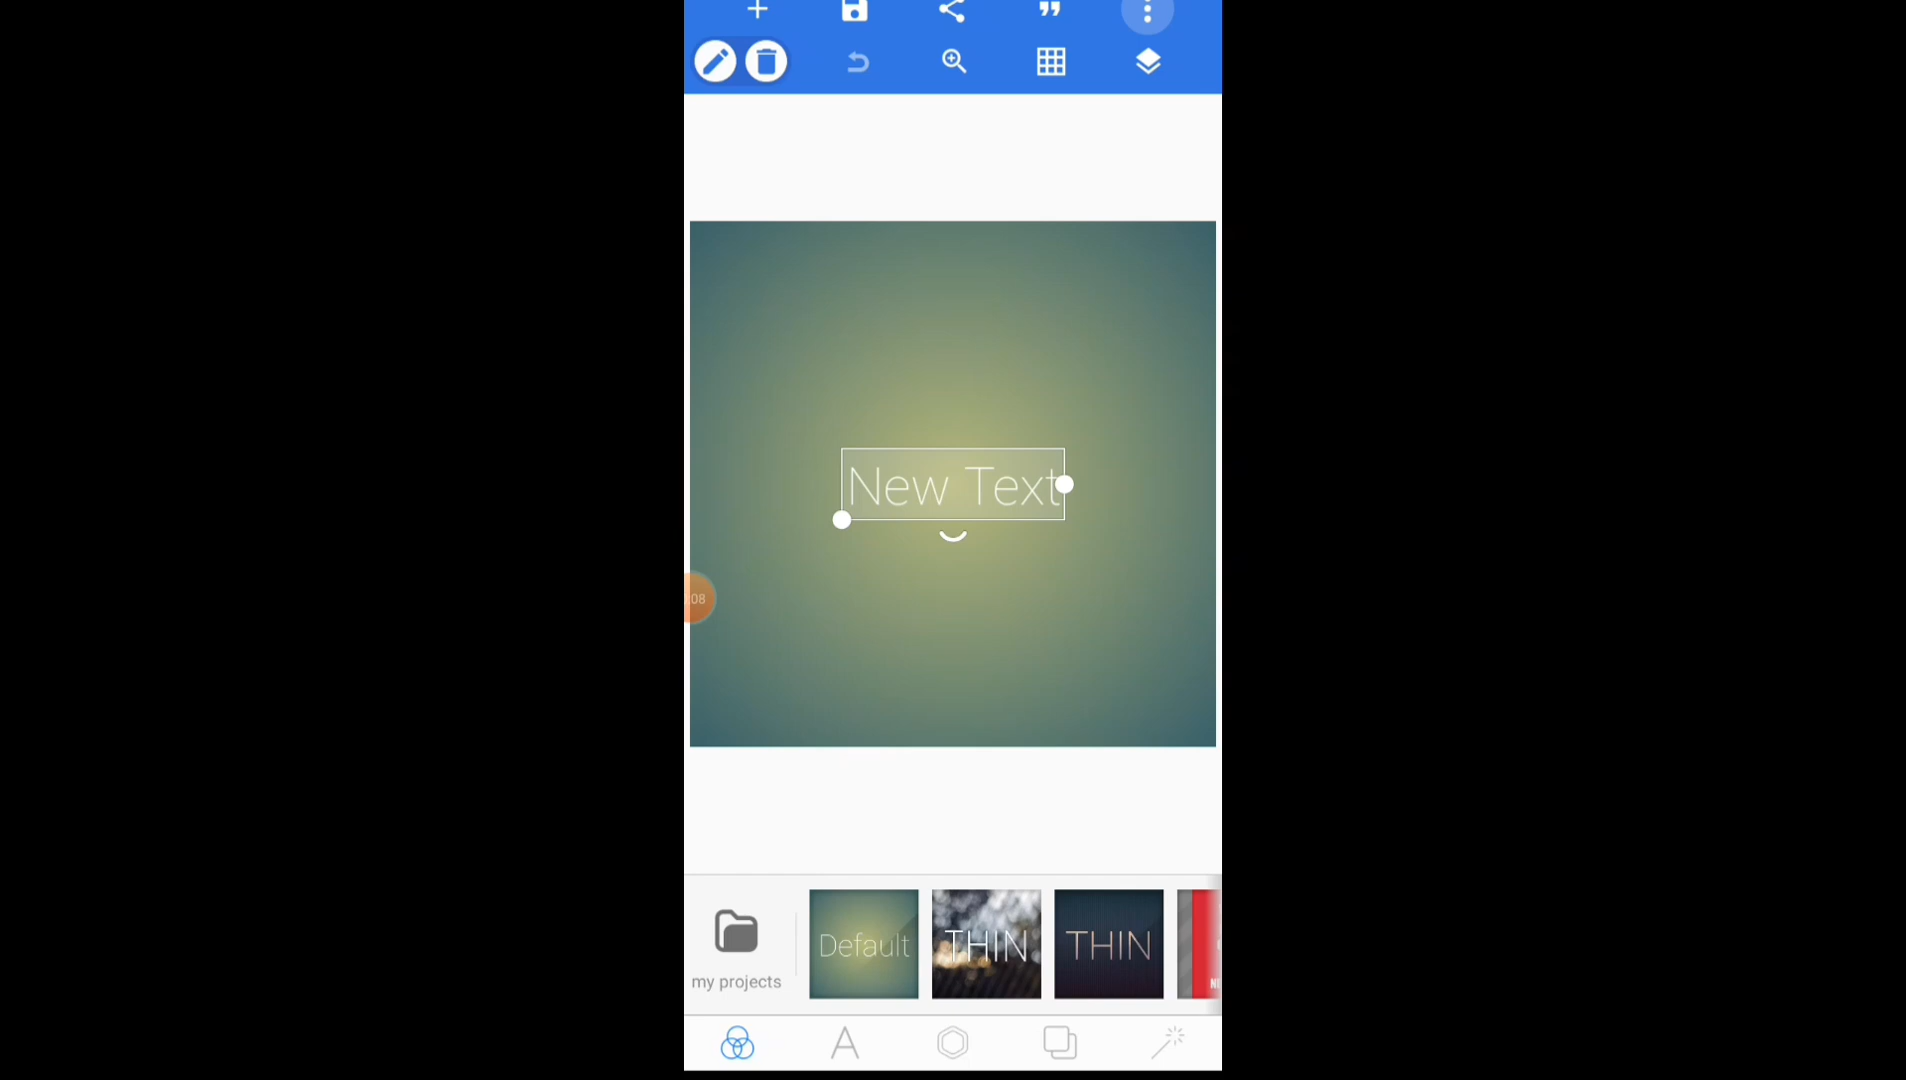 New Text
:08
my projects
Default
THIN
THIN